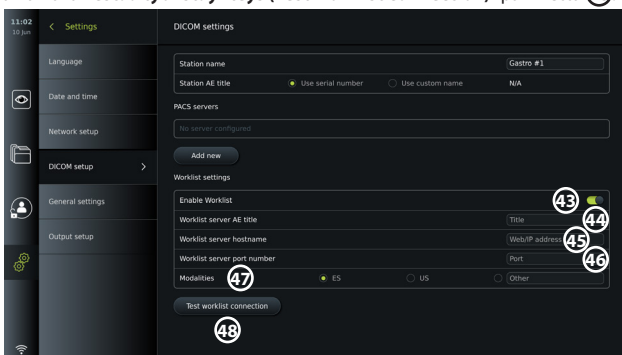 11:02
10 Jun
Settings
DICOM settings
Language
Date and time
Network setup
DICOM setup
General settings
Output setup
Station name Gastro #1
Station AE title Use serial number Use custom name N/A
PACS servers
No server configured
Add new
Worklist settings
Enable Worklist 43
Worklist server AE title Title 44
Worklist server hostname Web/IP address 45
Worklist server port number Port 46
Modalities 47 ES US Other
Test worklist connection
48